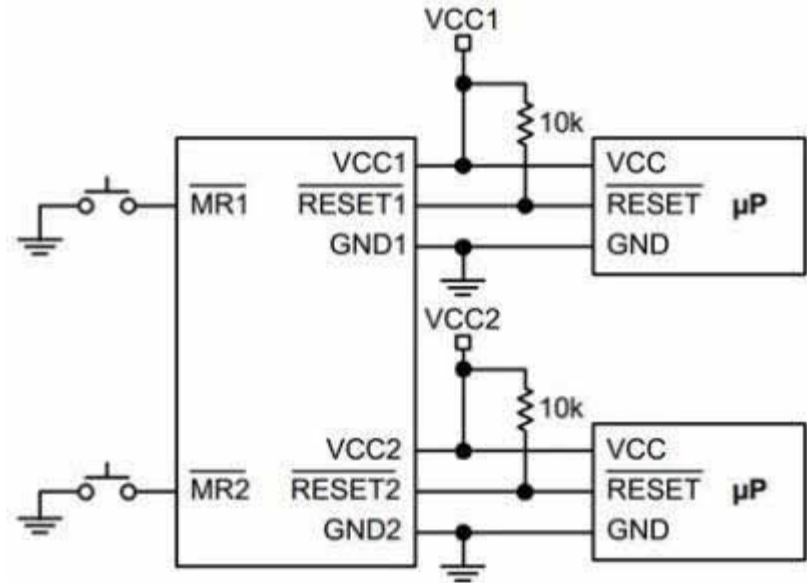 VCC1
10k
VCC1 VCC
MR1 RESET1 RESET µP
GND1 GND
VCC2
10k
VCC2 VCC
MR2 RESET2 RESET µP
GND2 GND